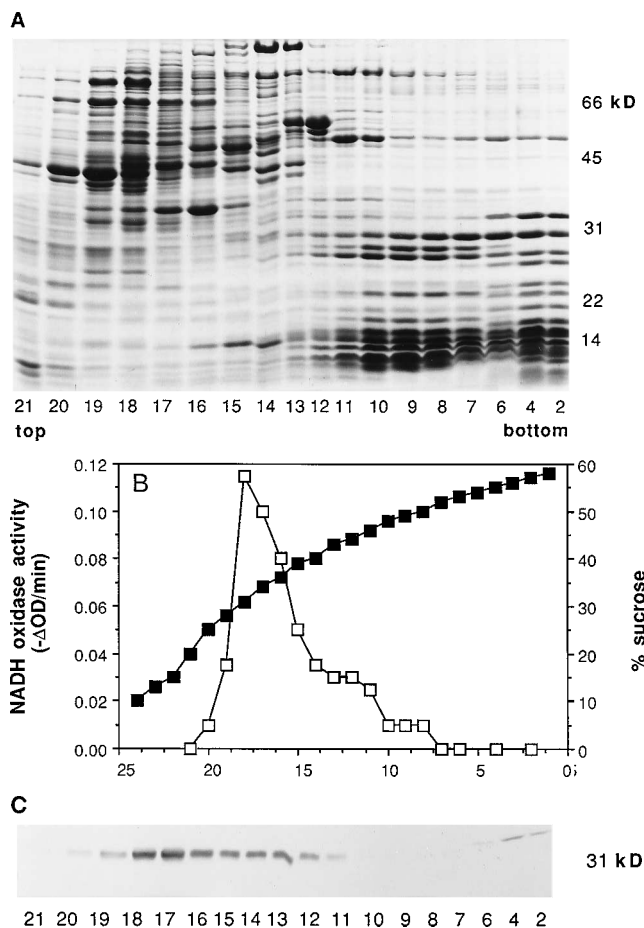 A
66 kD
45
31
22
14
21 20 19 18 17 16 15 14 13 12 11 10 9 8 7 6 4 2
top bottom
B
0.12
0.10
0.08
0.06
0.04
0.02
0.00
NADH oxidase activity
(-ΔOD/min)
60
50
40
30
20
10
0
% sucrose
25 20 15 10 5 0
C
31 kD
21 20 19 18 17 16 15 14 13 12 11 10 9 8 7 6 4 2